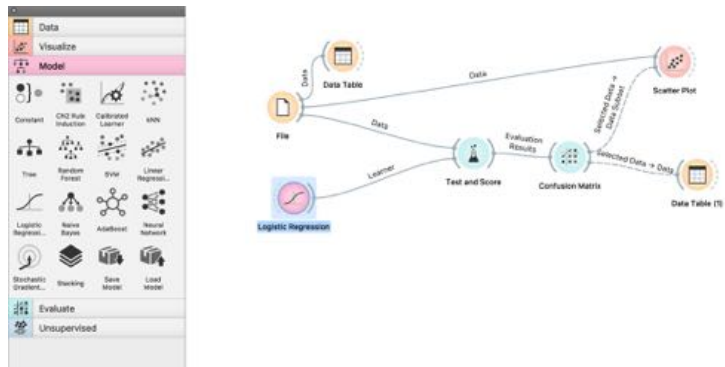 Data
Visualize
Model
Constant
CN2 Rule
Induction
Calibrated
Learner
kNN
Tree
Random
Forest
SVM
Linear
Regressi...
Logistic
Regressi...
Naive
Bayes
AdaBoost
Neural
Network
Stochastic
Gradient...
Stacking
Save
Model
Load
Model
Evaluate
Unsupervised
Data
Data Table
Data
Scatter Plot
File
Data
Selected Data →
Data Subset
Evaluation
Results
Learner
Test and Score
Confusion Matrix
Selected Data → Data
Data Table (1)
Logistic Regression